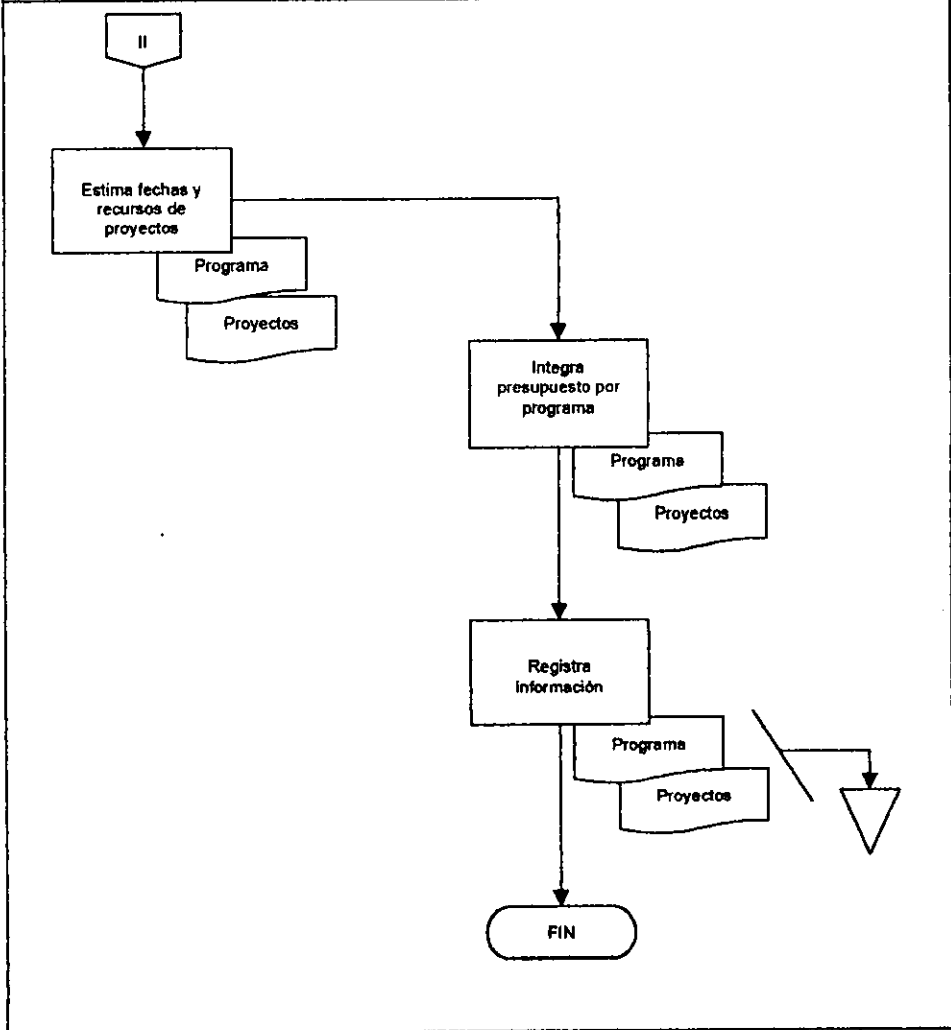 II
Estima fechas y
recursos de
proyectos
Programa
Proyectos
Integra
presupuesto por
programa
Programa
Proyectos
Registra
información
Programa
Proyectos
FIN